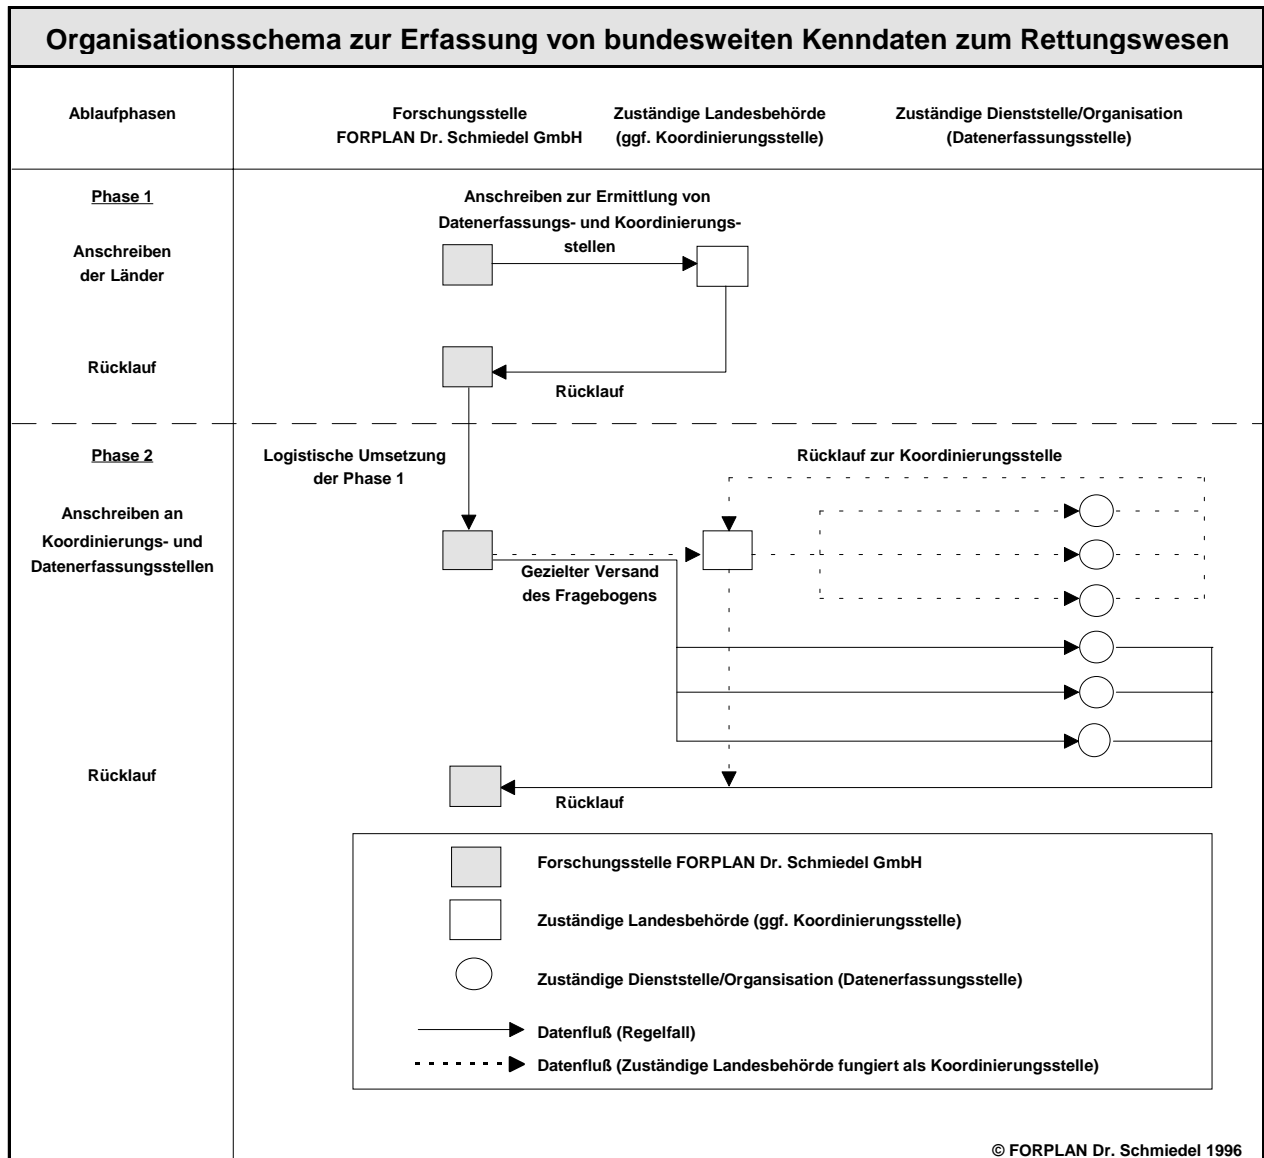 Organisationsschema zur Erfassung von bundesweiten Kenndaten zum Rettungswesen
Ablaufphasen
Forschungsstelle
FORPLAN Dr. Schmiedel GmbH
Zuständige Landesbehörde
(ggf. Koordinierungsstelle)
Zuständige Dienststelle/Organisation
(Datenerfassungsstelle)
Phase 1
Anschreiben
der Länder
Anschreiben zur Ermittlung von
Datenerfassungs- und Koordinierungs-
stellen
Rücklauf
Rücklauf
Phase 2
Anschreiben an
Koordinierungs- und
Datenerfassungsstellen
Logistische Umsetzung
der Phase 1
Rücklauf zur Koordinierungsstelle
Gezielter Versand
des Fragebogens
Rücklauf
Rücklauf
Forschungsstelle FORPLAN Dr. Schmiedel GmbH
Zuständige Landesbehörde (ggf. Koordinierungsstelle)
Zuständige Dienststelle/Organsisation (Datenerfassungsstelle)
Datenfluß (Regelfall)
Datenfluß (Zuständige Landesbehörde fungiert als Koordinierungsstelle)
© FORPLAN Dr. Schmiedel 1996